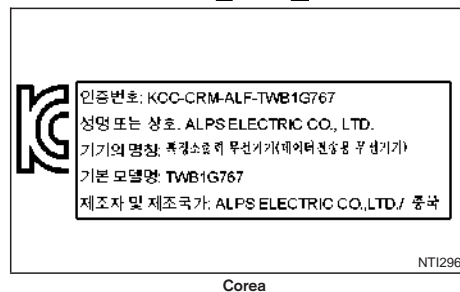 인증번호: KCC-CRM-ALF-TWB1G767
성명 또는 상호. ALPS ELECTRIC CO., LTD.
기기의 명칭: 특정소출력 무선기기(데이터전송용 무선기기)
기본 모델명: TWB1G767
제조자 및 제조국가: ALPS ELECTRIC CO.,LTD./ 중국
NTI296
Corea